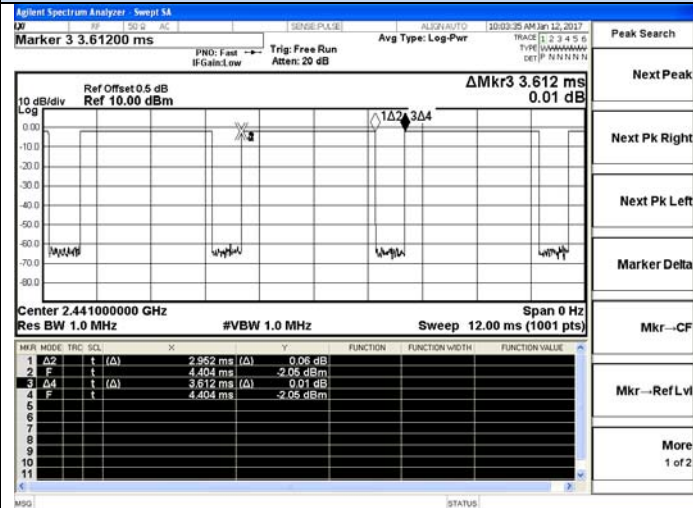 Agilent Spectrum Analyzer - Swept SA
LXI RF 50 Ω AC SENSE:PULSE ALIGN AUTO 10:03:35 AM Jan 12, 2017
Marker 3 3.61200 ms
PNO: Fast
IFGain:Low
Trig: Free Run
Atten: 20 dB
Avg Type: Log-Pwr
TRACE 1 2 3 4 5 6
TYPE WWWWWW
DET P N N N N N
Peak Search
Next Peak
Next Pk Right
Next Pk Left
Marker Delta
Mkr→CF
Mkr→Ref Lvl
More
1 of 2
Ref Offset 0.5 dB
10 dB/div Ref 10.00 dBm
ΔMkr3 3.612 ms
0.01 dB
Log
0.00
-10.0
-20.0
-30.0
-40.0
-50.0
-60.0
-70.0
-80.0
1Δ2 3Δ4
Center 2.441000000 GHz Span 0 Hz
Res BW 1.0 MHz #VBW 1.0 MHz Sweep 12.00 ms (1001 pts)
MKR MODE TRC SCL X Y FUNCTION FUNCTION WIDTH FUNCTION VALUE
1 Δ2 t (Δ) 2.952 ms (Δ) 0.06 dB
2 F t 4.404 ms -2.05 dBm
3 Δ4 t (Δ) 3.612 ms (Δ) 0.01 dB
4 F t 4.404 ms -2.05 dBm
5
6
7
8
9
10
11
MSG STATUS